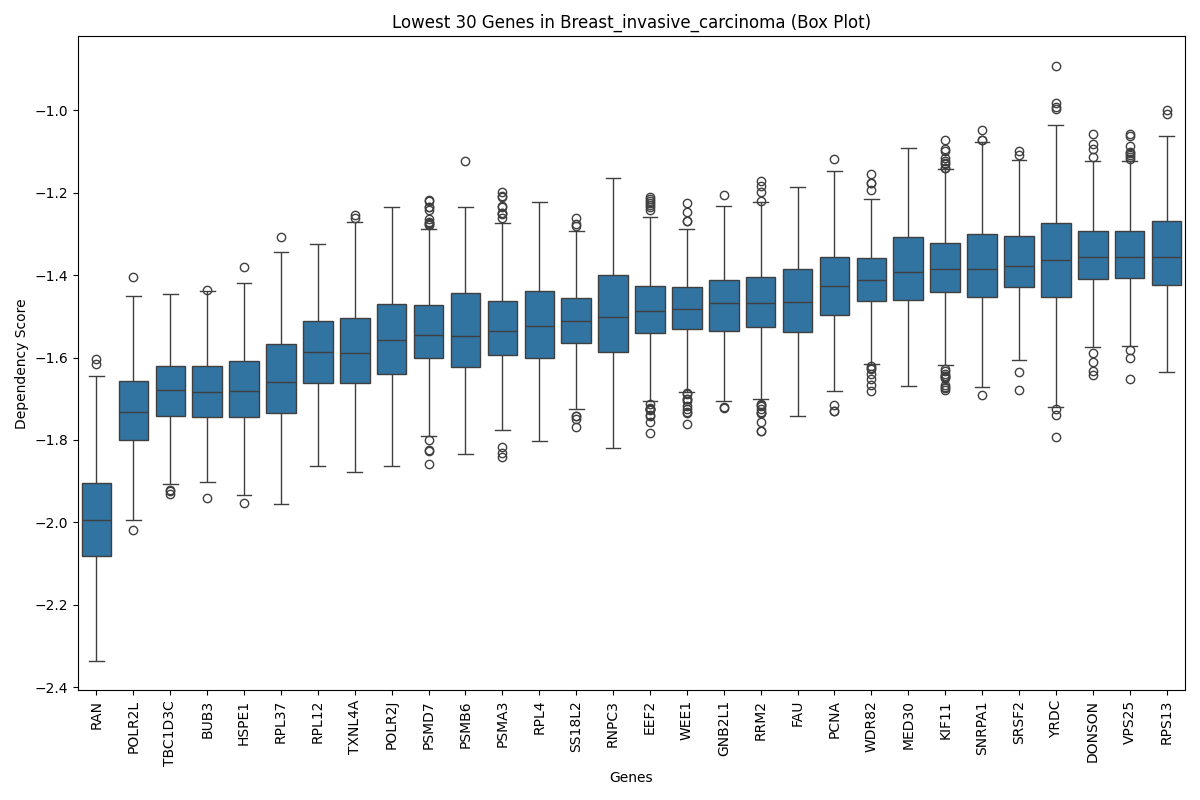 Lowest 30 Genes in Breast_invasive_carcinoma (Box Plot)
Dependency Score
−1.0
−1.2
−1.4
−1.6
−1.8
−2.0
−2.2
−2.4
RAN
POLR2L
TBC1D3C
BUB3
HSPE1
RPL37
RPL12
TXNL4A
POLR2J
PSMD7
PSMB6
PSMA3
RPL4
SS18L2
RNPC3
EEF2
WEE1
GNB2L1
RRM2
FAU
PCNA
WDR82
MED30
KIF11
SNRPA1
SRSF2
YRDC
DONSON
VPS25
RPS13
Genes